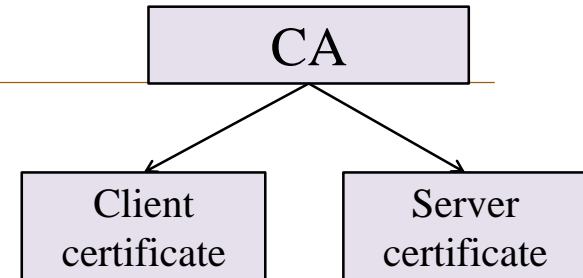 CA
Client
certificate
Server
certificate